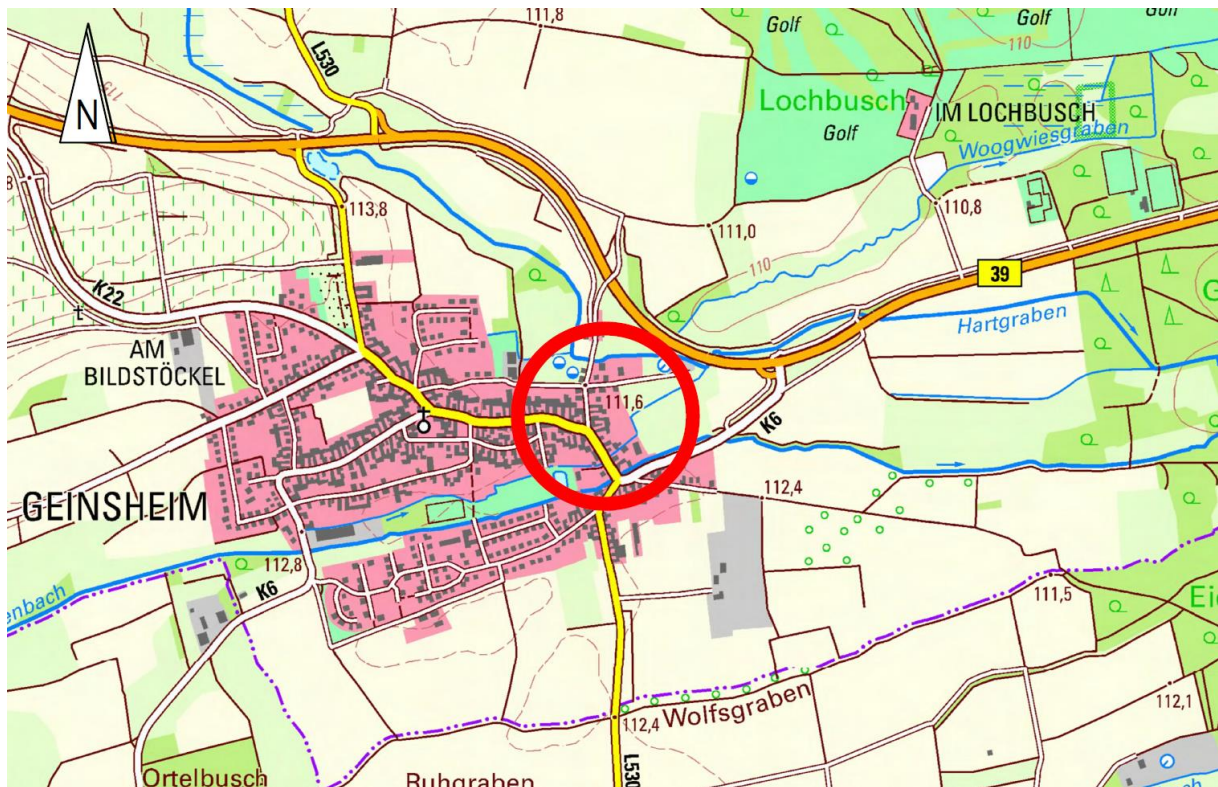 111,8
Golf
Golf
Golf
110
L530
N
Lochbusch
Golf
IM LOCHBUSCH
Woogwiesgraben
113,8
111,0
110,8
110
39
K22
Hartgraben
AM
BILDSTÖCKEL
111,6
K6
GEINSHEIM
112,4
112,8
K6
enbach
111,5
Wolfsgraben
112,4
112,1
L530
Ortelbusch
Ruhgraben